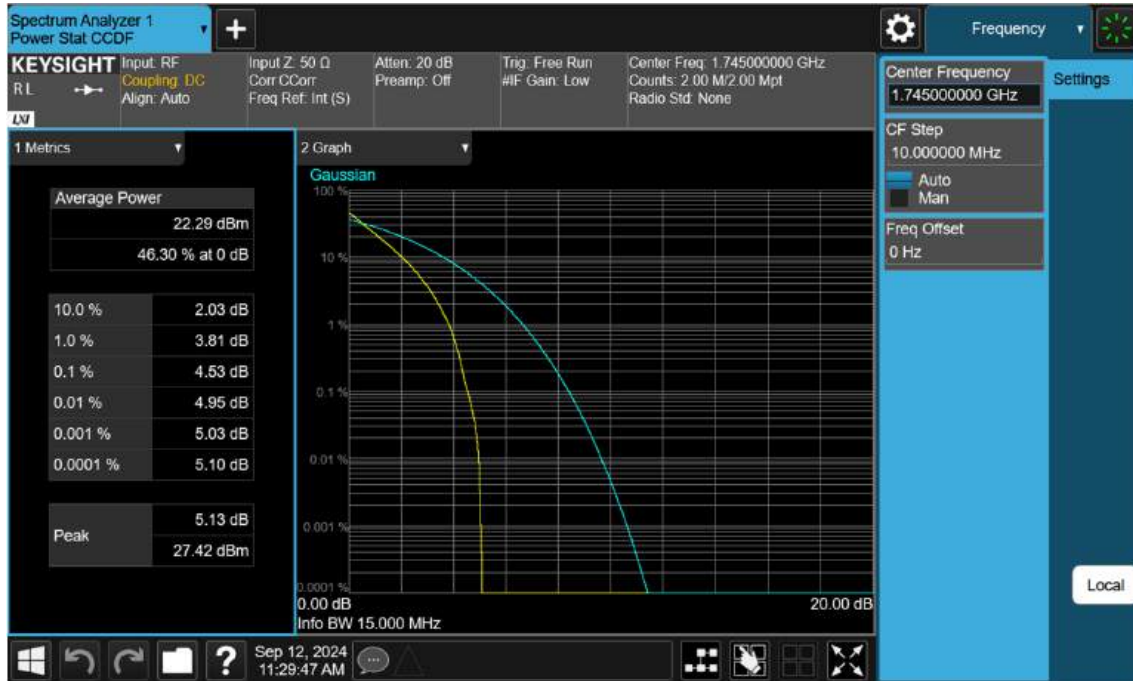 Spectrum Analyzer 1
Power Stat CCDF
Frequency
KEYSIGHT
RL
LXI
Input: RF
Coupling: DC
Align: Auto
Input Z: 50 Ω
Corr CCorr
Freq Ref: Int (S)
Atten: 20 dB
Preamp: Off
Trig: Free Run
#IF Gain: Low
Center Freq: 1.745000000 GHz
Counts: 2.00 M/2.00 Mpt
Radio Std: None
Center Frequency
1.745000000 GHz
Settings
CF Step
10.000000 MHz
Auto
Man
Freq Offset
0 Hz
1 Metrics
Average Power
22.29 dBm
46.30 % at 0 dB
10.0 % 2.03 dB
1.0 % 3.81 dB
0.1 % 4.53 dB
0.01 % 4.95 dB
0.001 % 5.03 dB
0.0001 % 5.10 dB
Peak
5.13 dB
27.42 dBm
2 Graph
Gaussian
100 %
10 %
1 %
0.1 %
0.01 %
0.001 %
0.0001 %
0.00 dB 20.00 dB
Info BW 15.000 MHz
Local
?
Sep 12, 2024
11:29:47 AM